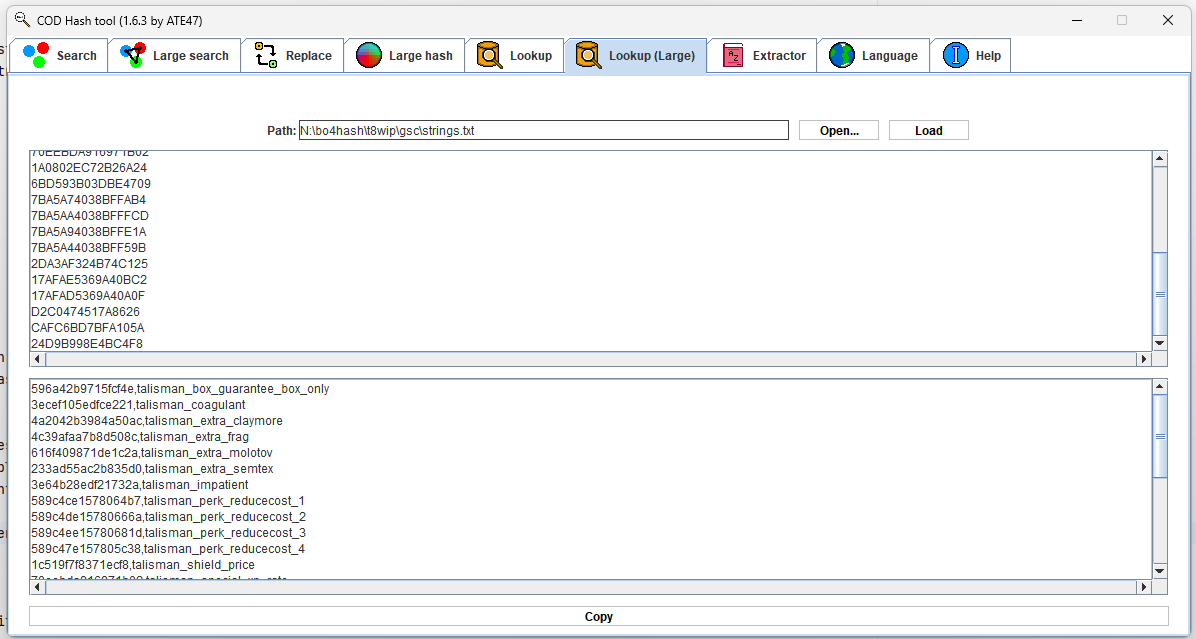 COD Hash tool (1.6.3 by ATE47)
Search Large search Replace Large hash Lookup Lookup (Large) Extractor Language Help
Path: N:\bo4hash\t8wip\gsc\strings.txt Open... Load
70EEBDA916971B02
1A0802EC72B26A24
6BD593B03DBE4709
7BA5A74038BFFAB4
7BA5AA4038BFFFCD
7BA5A94038BFFE1A
7BA5A44038BFF59B
2DA3AF324B74C125
17AFAE5369A40BC2
17AFAD5369A40A0F
D2C0474517A8626
CAFC6BD7BFA105A
24D9B998E4BC4F8
596a42b9715fcf4e,talisman_box_guarantee_box_only
3ecef105edfce221,talisman_coagulant
4a2042b3984a50ac,talisman_extra_claymore
4c39afaa7b8d508c,talisman_extra_frag
616f409871de1c2a,talisman_extra_molotov
233ad55ac2b835d0,talisman_extra_semtex
3e64b28edf21732a,talisman_impatient
589c4ce1578064b7,talisman_perk_reducecost_1
589c4de15780666a,talisman_perk_reducecost_2
589c4ee15780681d,talisman_perk_reducecost_3
589c47e157805c38,talisman_perk_reducecost_4
1c519f7f8371ecf8,talisman_shield_price
Copy